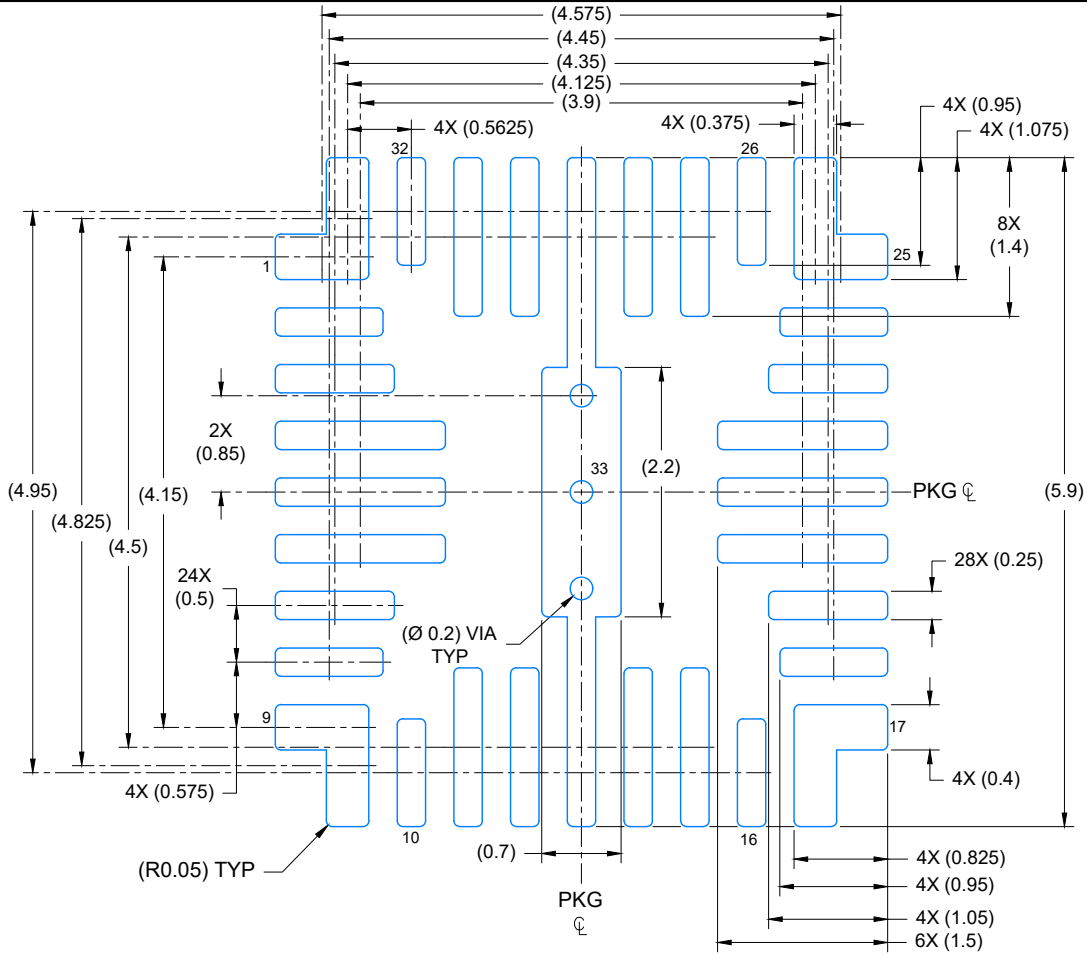 (4.575)
(4.45)
(4.35)
(4.125)
(3.9)
4X (0.5625)
4X (0.375)
4X (0.95)
4X (1.075)
32
26
8X
(1.4)
1
25
2X
(0.85)
33
(2.2)
(4.95)
(4.825)
(4.5)
(4.15)
PKG ℄
(5.9)
24X
(0.5)
28X (0.25)
(Ø 0.2) VIA
TYP
9
17
4X (0.575)
4X (0.4)
10
16
(R0.05) TYP
(0.7)
4X (0.825)
4X (0.95)
4X (1.05)
6X (1.5)
PKG
℄